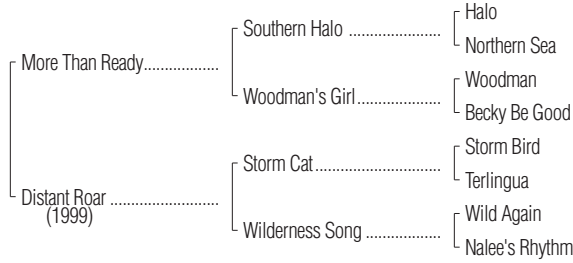 Halo
Southern Halo ...................
Northern Sea
More Than Ready...............
Woodman
Woodman's Girl.................
Becky Be Good
Storm Bird
Storm Cat.........................
Terlingua
Distant Roar ......................
(1999)
Wild Again
Wilderness Song ...............
Nalee's Rhythm